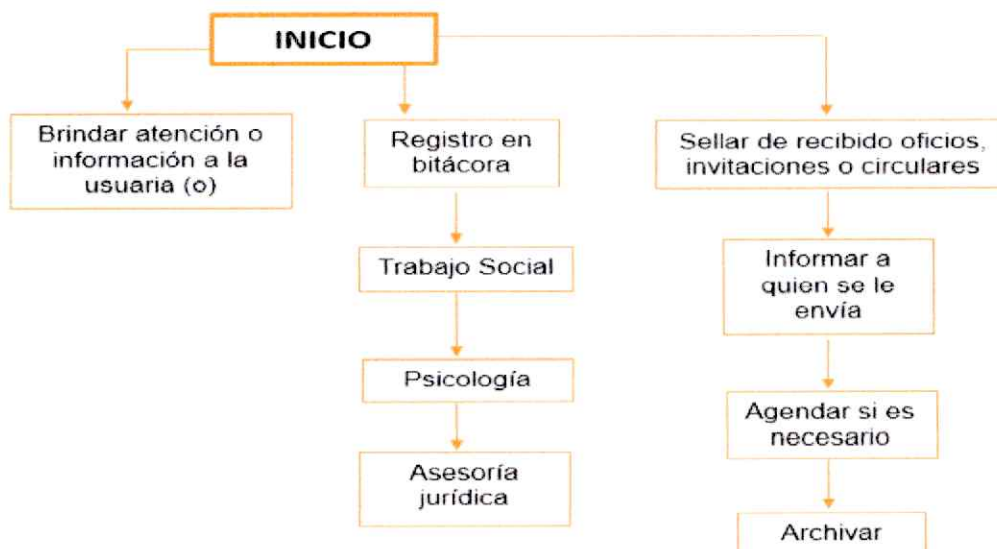 INICIO
Brindar atención o
información a la
usuaria (o)
Registro en
bitácora
Trabajo Social
Psicología
Asesoría
jurídica
Sellar de recibido oficios,
invitaciones o circulares
Informar a
quien se le
envía
Agendar si es
necesario
Archivar